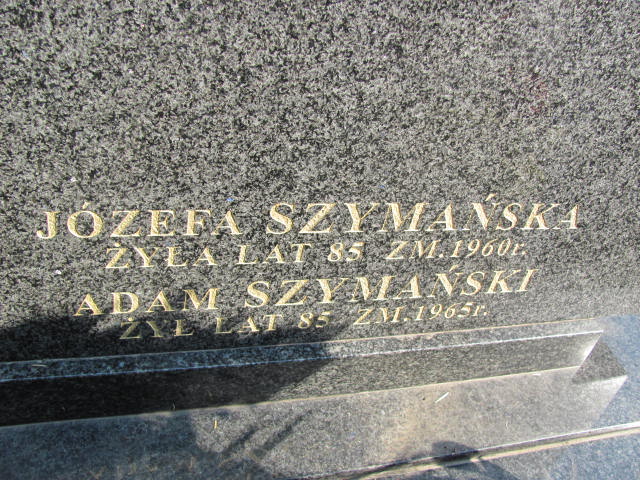 JÓZEFA SZYMAŃSKA
ŻYŁA LAT 85 ZM. 1960r.
ADAM SZYMAŃSKI
ŻYŁ LAT 85 ZM. 1965r.